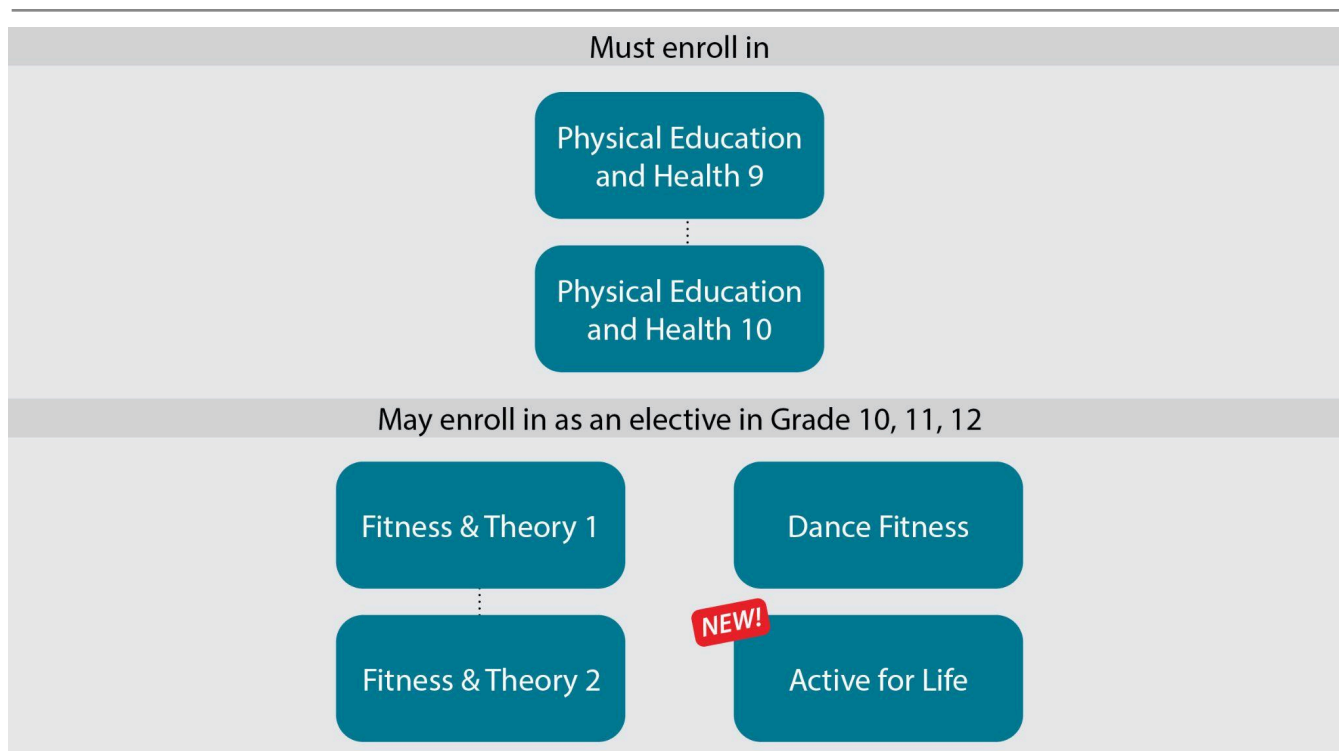 Must enroll in
Physical Education
and Health 9
Physical Education
and Health 10
May enroll in as an elective in Grade 10, 11, 12
Fitness & Theory 1
Dance Fitness
Fitness & Theory 2
NEW!
Active for Life